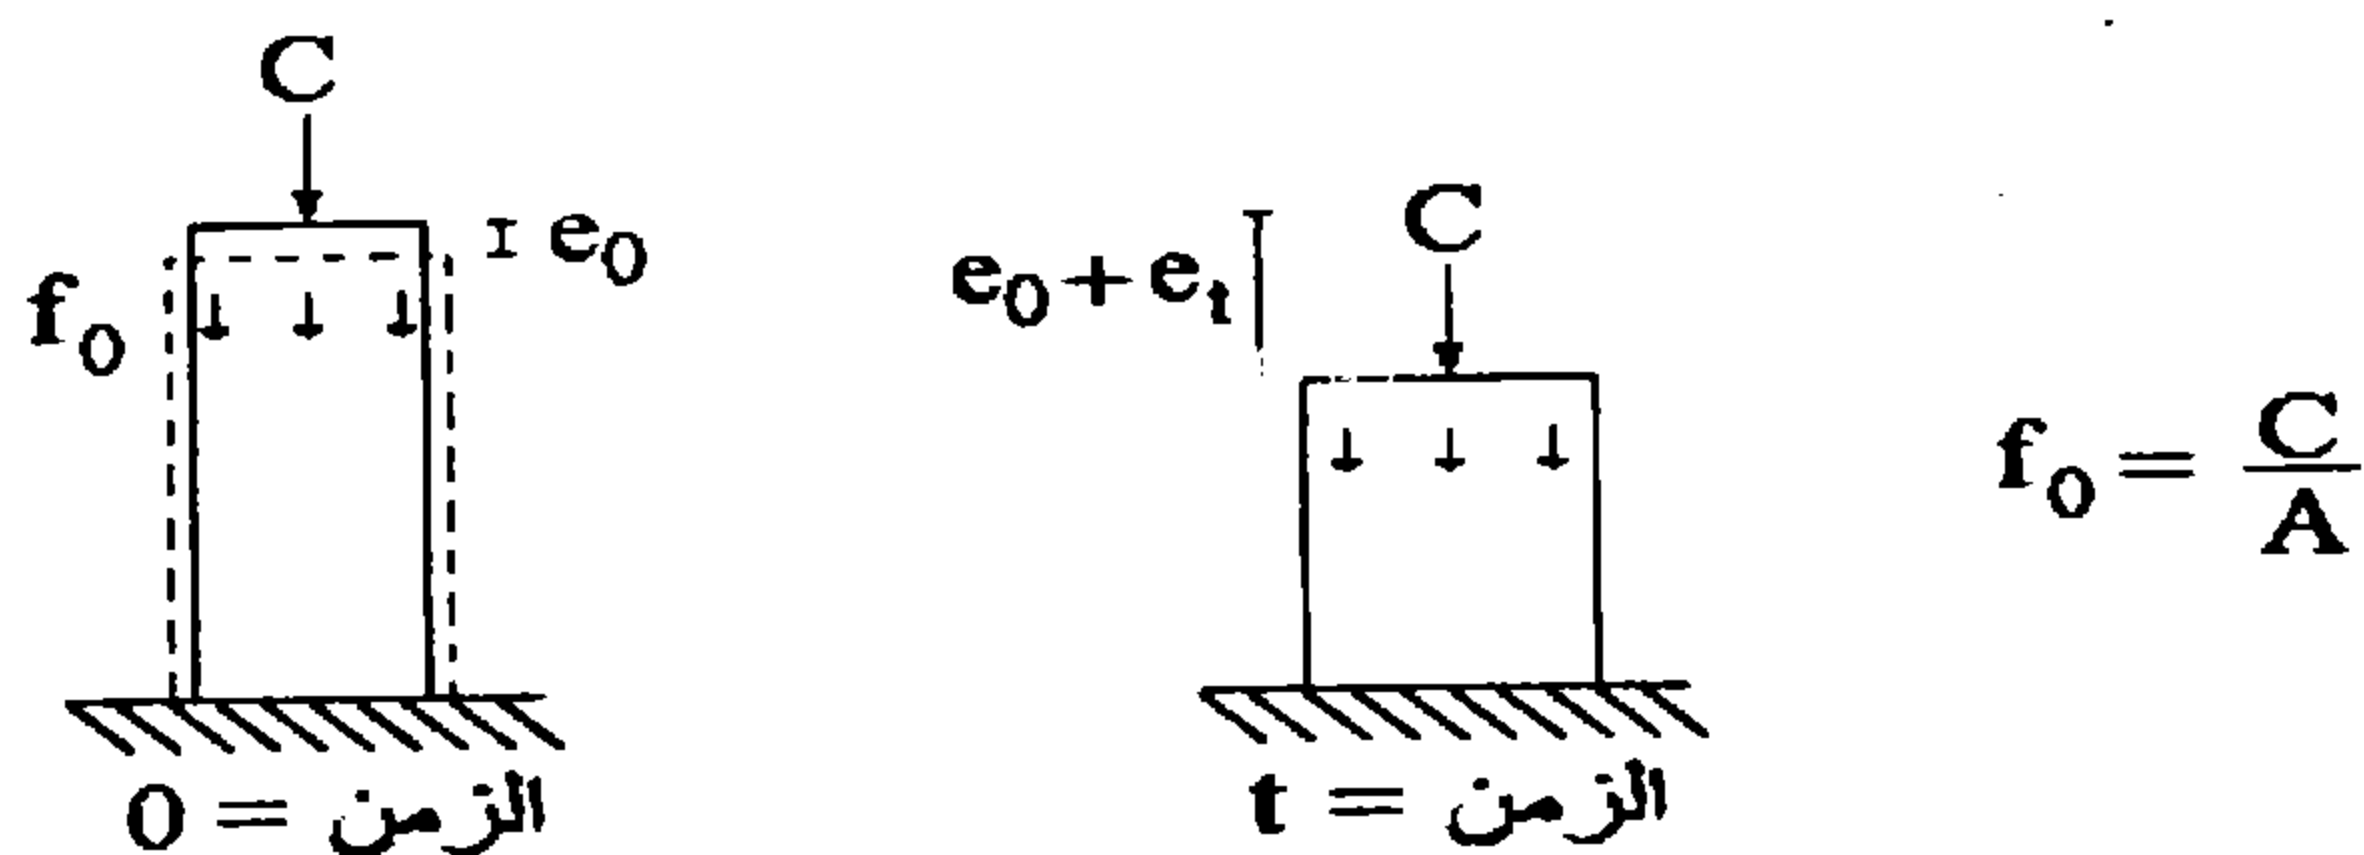 C
e₀
f₀
الزمن = 0
C
e₀ + eₜ
الزمن = t
f₀ = C/A